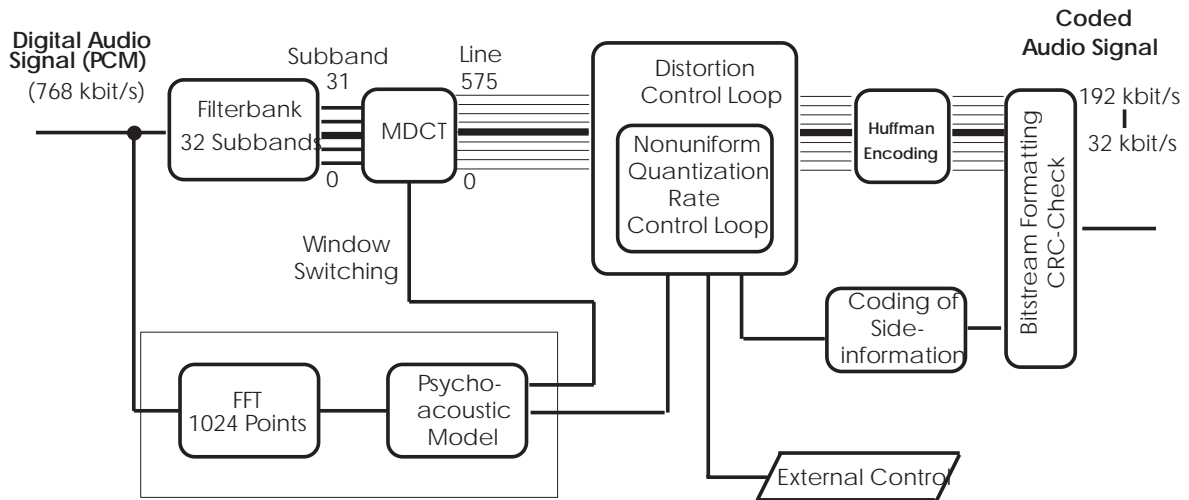 Digital Audio
Signal (PCM)
(768 kbit/s)
Filterbank
32 Subbands
Subband
31
0
MDCT
Line
575
0
Window
Switching
Distortion
Control Loop
Nonuniform
Quantization
Rate
Control Loop
Huffman
Encoding
Coding of
Side-
information
Bitstream Formatting
CRC-Check
Coded
Audio Signal
192 kbit/s
32 kbit/s
FFT
1024 Points
Psycho-
acoustic
Model
External Control